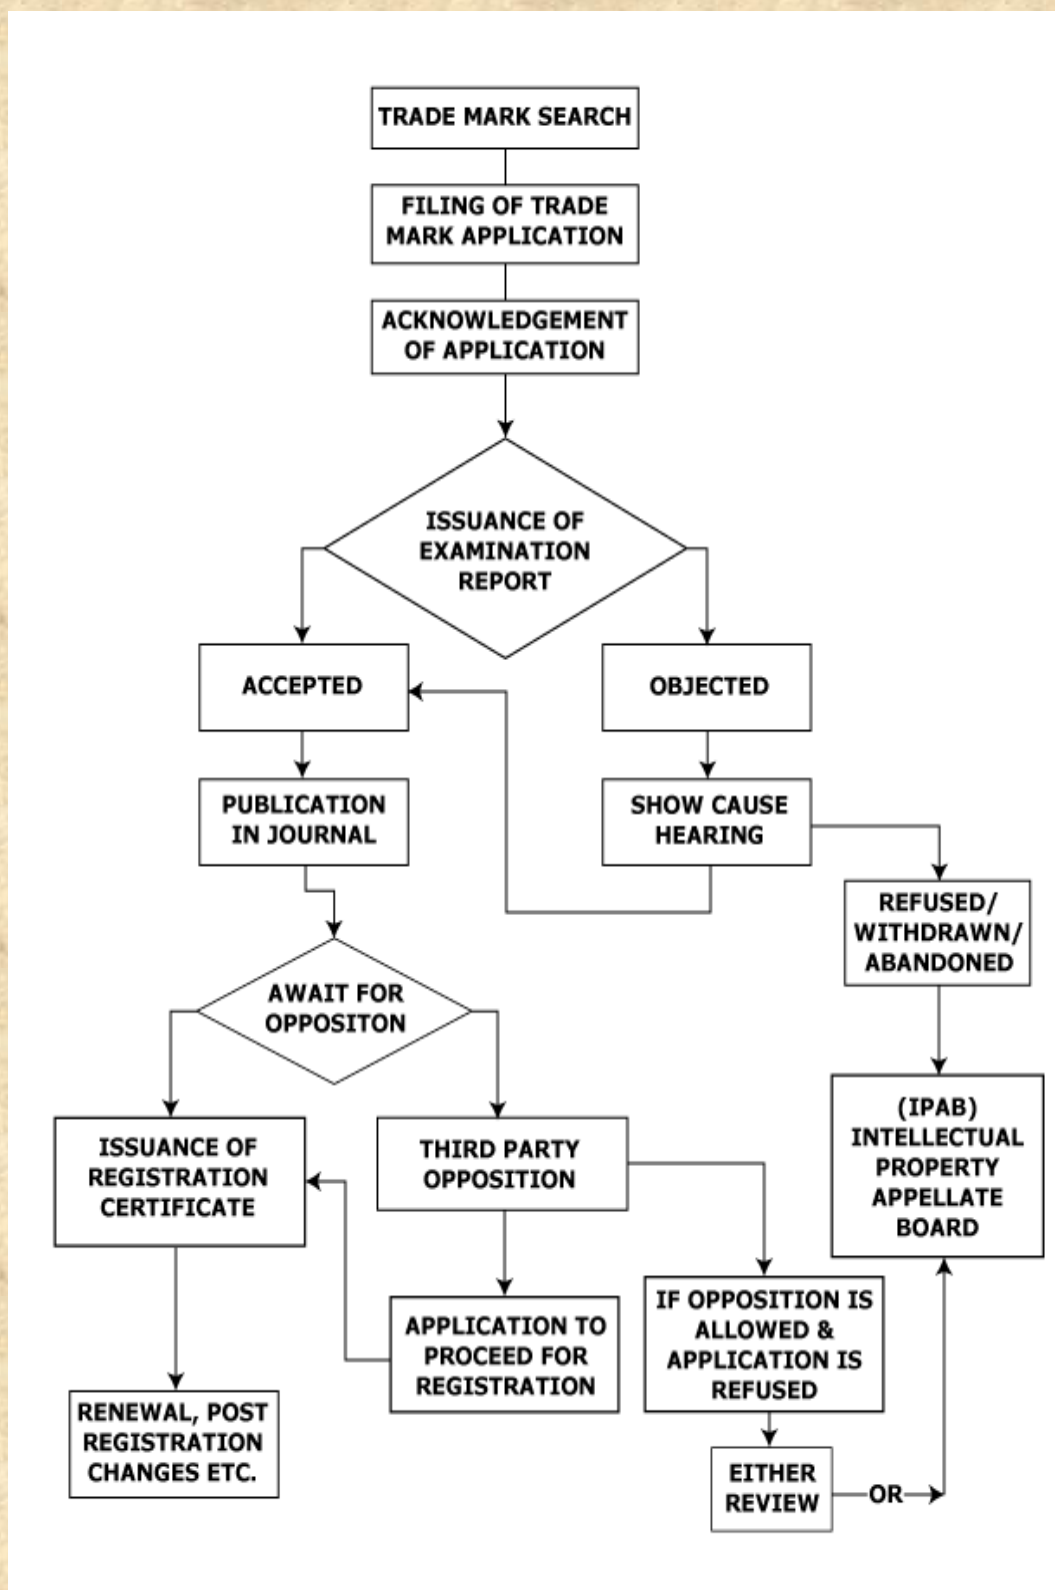 TRADE MARK SEARCH
FILING OF TRADE
MARK APPLICATION
ACKNOWLEDGEMENT
OF APPLICATION
ISSUANCE OF
EXAMINATION
REPORT
ACCEPTED
OBJECTED
PUBLICATION
IN JOURNAL
SHOW CAUSE
HEARING
REFUSED/
WITHDRAWN/
ABANDONED
AWAIT FOR
OPPOSITON
(IPAB)
INTELLECTUAL
PROPERTY
APPELLATE
BOARD
ISSUANCE OF
REGISTRATION
CERTIFICATE
THIRD PARTY
OPPOSITION
IF OPPOSITION IS
ALLOWED &
APPLICATION IS
REFUSED
APPLICATION TO
PROCEED FOR
REGISTRATION
RENEWAL, POST
REGISTRATION
CHANGES ETC.
EITHER
REVIEW
OR